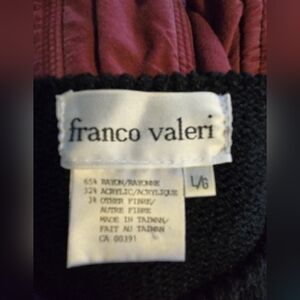 franco valeri
L/G
65% RAYON/RAYONNE
32% ACRYLIC/ACRYLIQUE
3% OTHER FIBRE/
AUTRE FIBRE
MADE IN TAIWAN/
FAIT AU TAIWAN
CA 00391